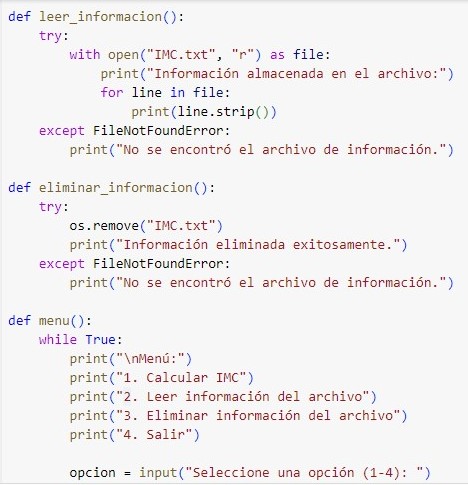 def leer_informacion():
    try:
        with open("IMC.txt", "r") as file:
            print("Información almacenada en el archivo:")
            for line in file:
                print(line.strip())
    except FileNotFoundError:
        print("No se encontró el archivo de información.")

def eliminar_informacion():
    try:
        os.remove("IMC.txt")
        print("Información eliminada exitosamente.")
    except FileNotFoundError:
        print("No se encontró el archivo de información.")

def menu():
    while True:
        print("\nMenú:")
        print("1. Calcular IMC")
        print("2. Leer información del archivo")
        print("3. Eliminar información del archivo")
        print("4. Salir")

        opcion = input("Seleccione una opción (1-4): ")